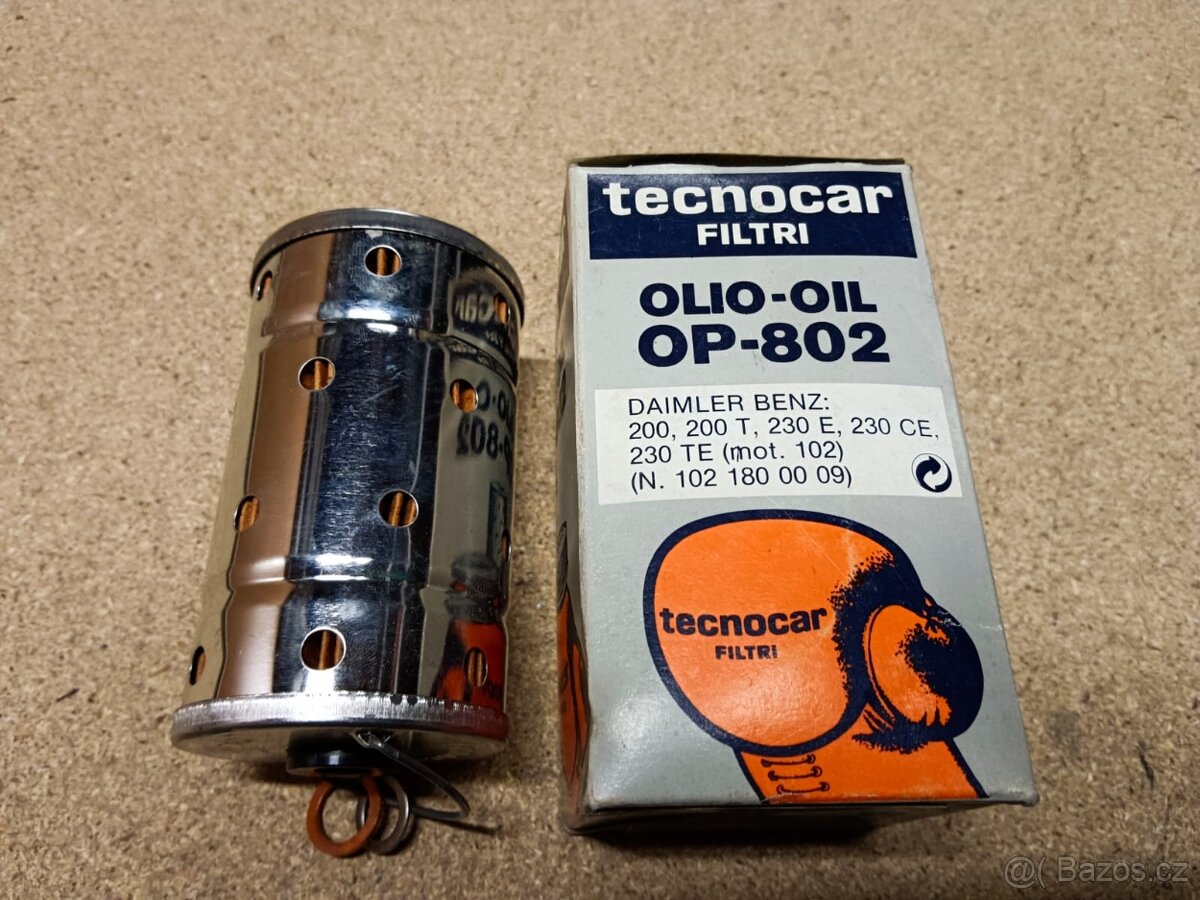 tecnocar
FILTRI
OLIO-OIL
OP-802
DAIMLER BENZ:
200, 200 T, 230 E, 230 CE,
230 TE (mot. 102)
(N. 102 180 00 09)
tecnocar
FILTRI
@( Bazos.cz